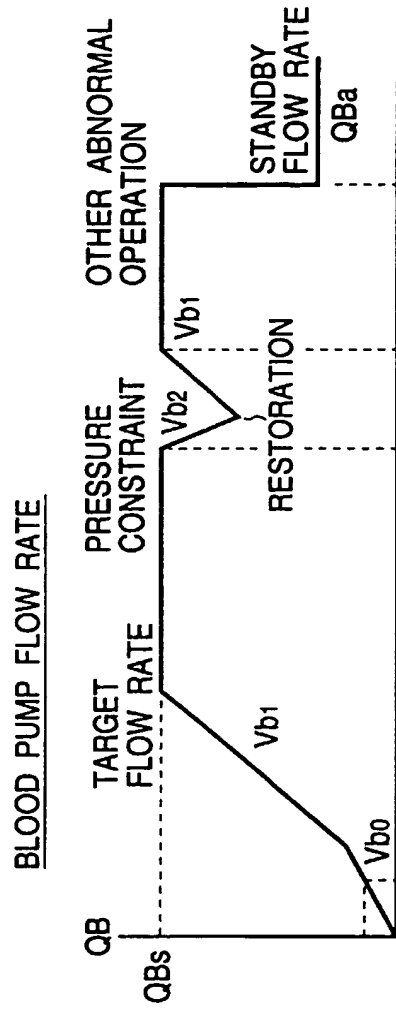 BLOOD PUMP FLOW RATE
QB
QBs
TARGET
FLOW RATE
PRESSURE
CONSTRAINT
OTHER ABNORMAL
OPERATION
Vb0
Vb1
Vb2
Vb1
RESTORATION
STANDBY
FLOW RATE
QBa